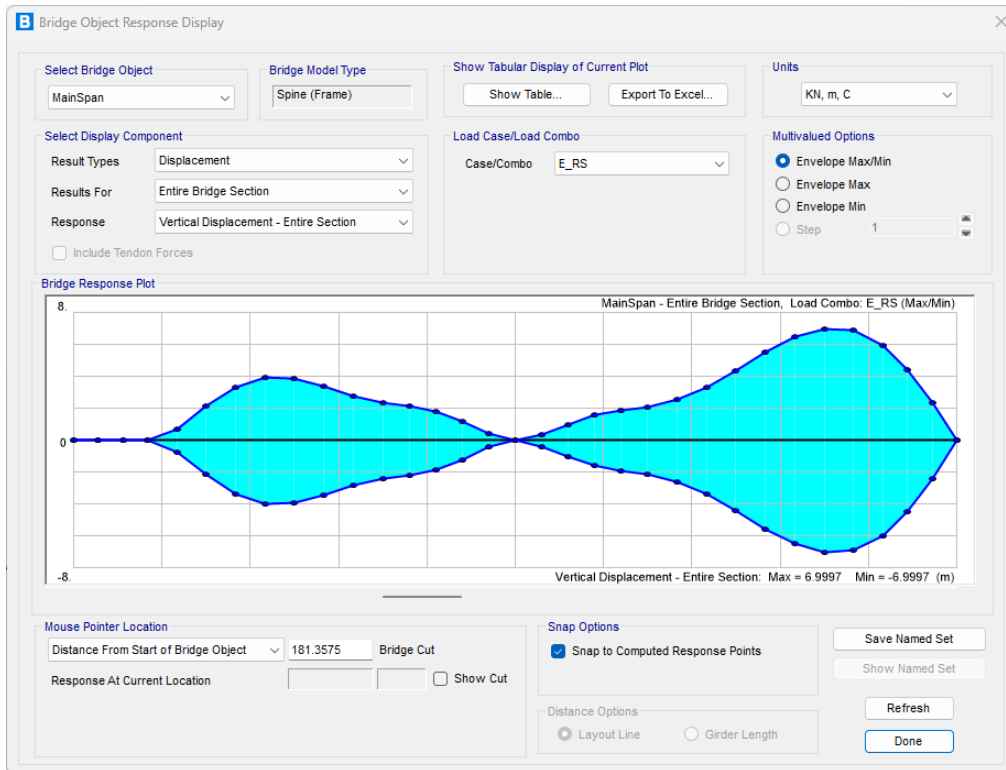 B Bridge Object Response Display
Select Bridge Object
MainSpan
Bridge Model Type
Spine (Frame)
Show Tabular Display of Current Plot
Show Table...
Export To Excel...
Units
KN, m, C
Select Display Component
Result Types
Displacement
Results For
Entire Bridge Section
Response
Vertical Displacement - Entire Section
Include Tendon Forces
Load Case/Load Combo
Case/Combo
E_RS
Multivalued Options
Envelope Max/Min
Envelope Max
Envelope Min
Step
1
Bridge Response Plot
8.
MainSpan - Entire Bridge Section, Load Combo: E_RS (Max/Min)
0
-8.
Vertical Displacement - Entire Section: Max = 6.9997 Min = -6.9997 (m)
Mouse Pointer Location
Distance From Start of Bridge Object
181.3575
Bridge Cut
Response At Current Location
Show Cut
Snap Options
Snap to Computed Response Points
Distance Options
Layout Line
Girder Length
Save Named Set
Show Named Set
Refresh
Done